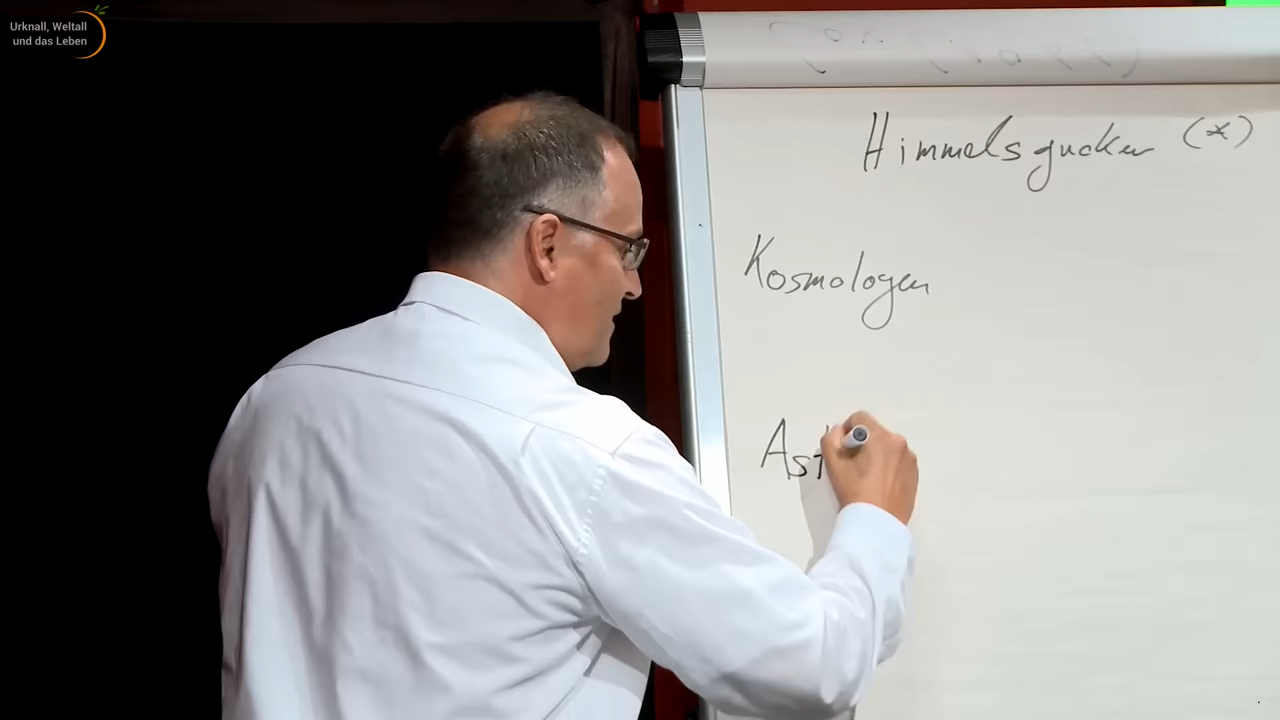 Urknall, Weltall
und das Leben
Himmelsgucker (*)
Kosmologen
Ast